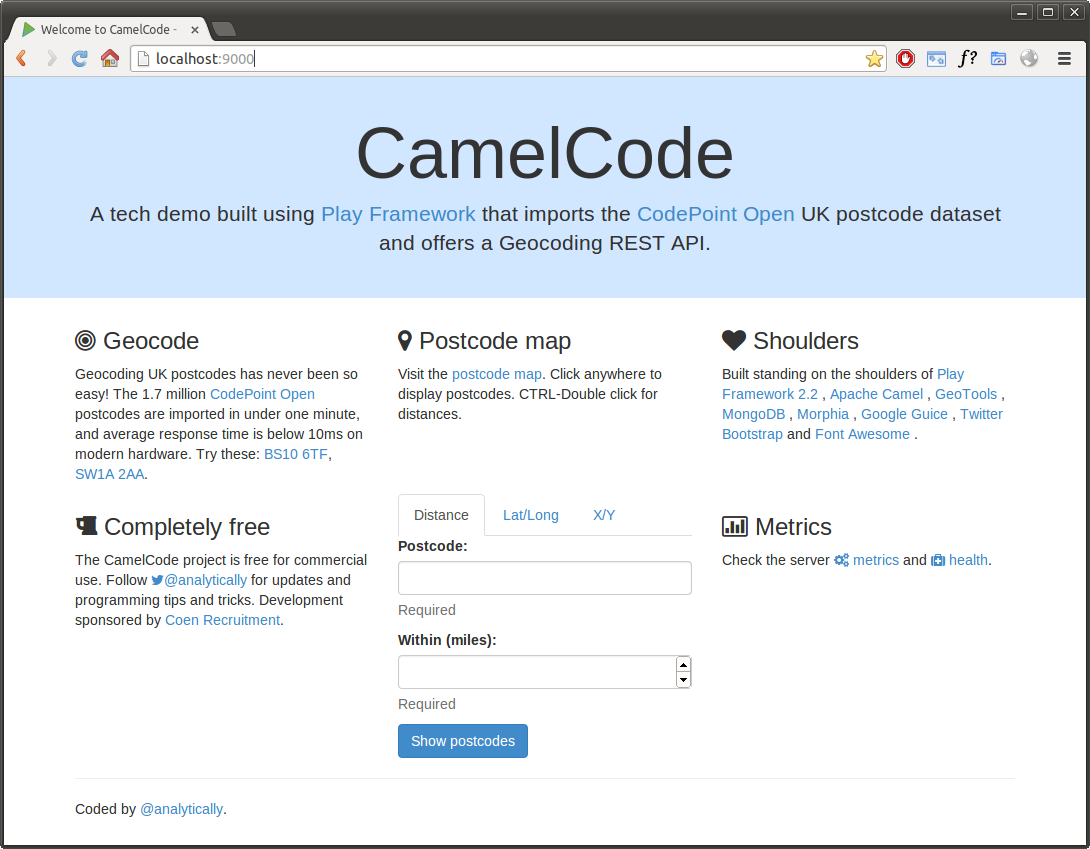 Welcome to CamelCode -
localhost:9000
f?
CamelCode
A tech demo built using Play Framework that imports the CodePoint Open UK postcode dataset
and offers a Geocoding REST API.
Geocode
Geocoding UK postcodes has never been so
easy! The 1.7 million CodePoint Open
postcodes are imported in under one minute,
and average response time is below 10ms on
modern hardware. Try these: BS10 6TF,
SW1A 2AA.
Postcode map
Visit the postcode map. Click anywhere to
display postcodes. CTRL-Double click for
distances.
Shoulders
Built standing on the shoulders of Play
Framework 2.2 , Apache Camel , GeoTools ,
MongoDB , Morphia , Google Guice , Twitter
Bootstrap and Font Awesome .
Completely free
The CamelCode project is free for commercial
use. Follow @analytically for updates and
programming tips and tricks. Development
sponsored by Coen Recruitment.
Distance Lat/Long X/Y
Postcode:
Required
Within (miles):
Required
Show postcodes
Metrics
Check the server metrics and health.
Coded by @analytically.